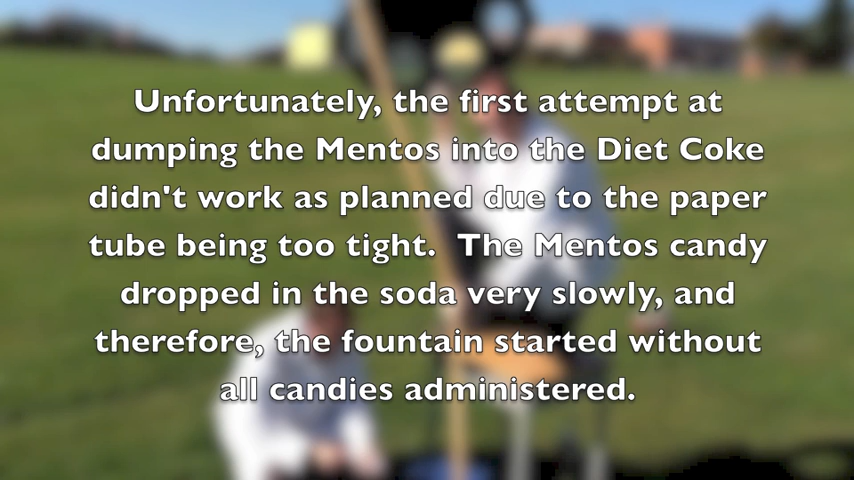 Unfortunately, the first attempt at
dumping the Mentos into the Diet Coke
didn't work as planned due to the paper
tube being too tight.  The Mentos candy
dropped in the soda very slowly, and
therefore, the fountain started without
all candies administered.